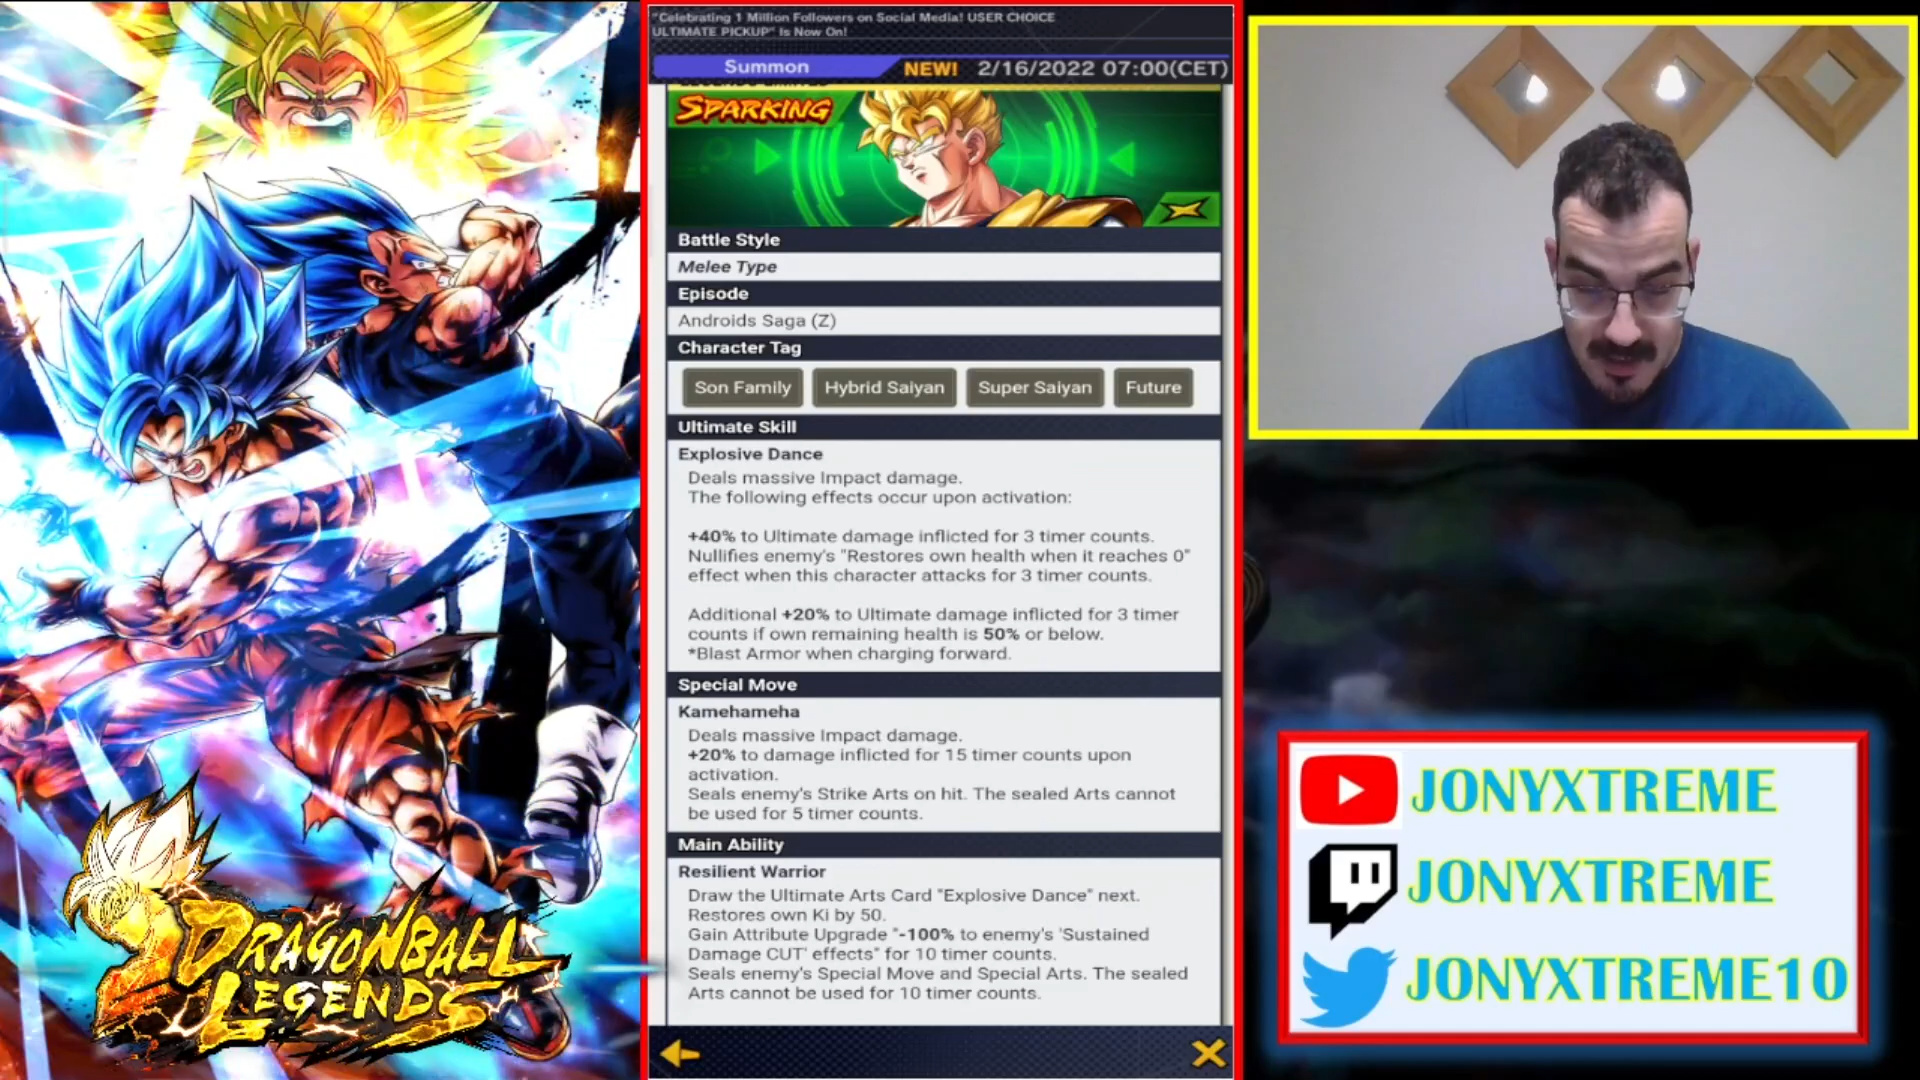 "Celebrating 1 Million Followers on Social Media! USER CHOICE
ULTIMATE PICKUP" Is Now On!
Summon
NEW! 2/16/2022 07:00(CET)
SPARKING
Battle Style
Melee Type
Episode
Androids Saga (Z)
Character Tag
Son Family Hybrid Saiyan Super Saiyan Future
Ultimate Skill
Explosive Dance
Deals massive Impact damage.
The following effects occur upon activation:
+40% to Ultimate damage inflicted for 3 timer counts.
Nullifies enemy's "Restores own health when it reaches 0"
effect when this character attacks for 3 timer counts.
Additional +20% to Ultimate damage inflicted for 3 timer
counts if own remaining health is 50% or below.
*Blast Armor when charging forward.
Special Move
Kamehameha
Deals massive Impact damage.
+20% to damage inflicted for 15 timer counts upon
activation.
Seals enemy's Strike Arts on hit. The sealed Arts cannot
be used for 5 timer counts.
Main Ability
Resilient Warrior
Draw the Ultimate Arts Card "Explosive Dance" next.
Restores own Ki by 50.
Gain Attribute Upgrade "-100% to enemy's 'Sustained
Damage CUT' effects" for 10 timer counts.
Seals enemy's Special Move and Special Arts. The sealed
Arts cannot be used for 10 timer counts.
DRAGONBALL
LEGENDS
JONYXTREME
JONYXTREME
JONYXTREME10